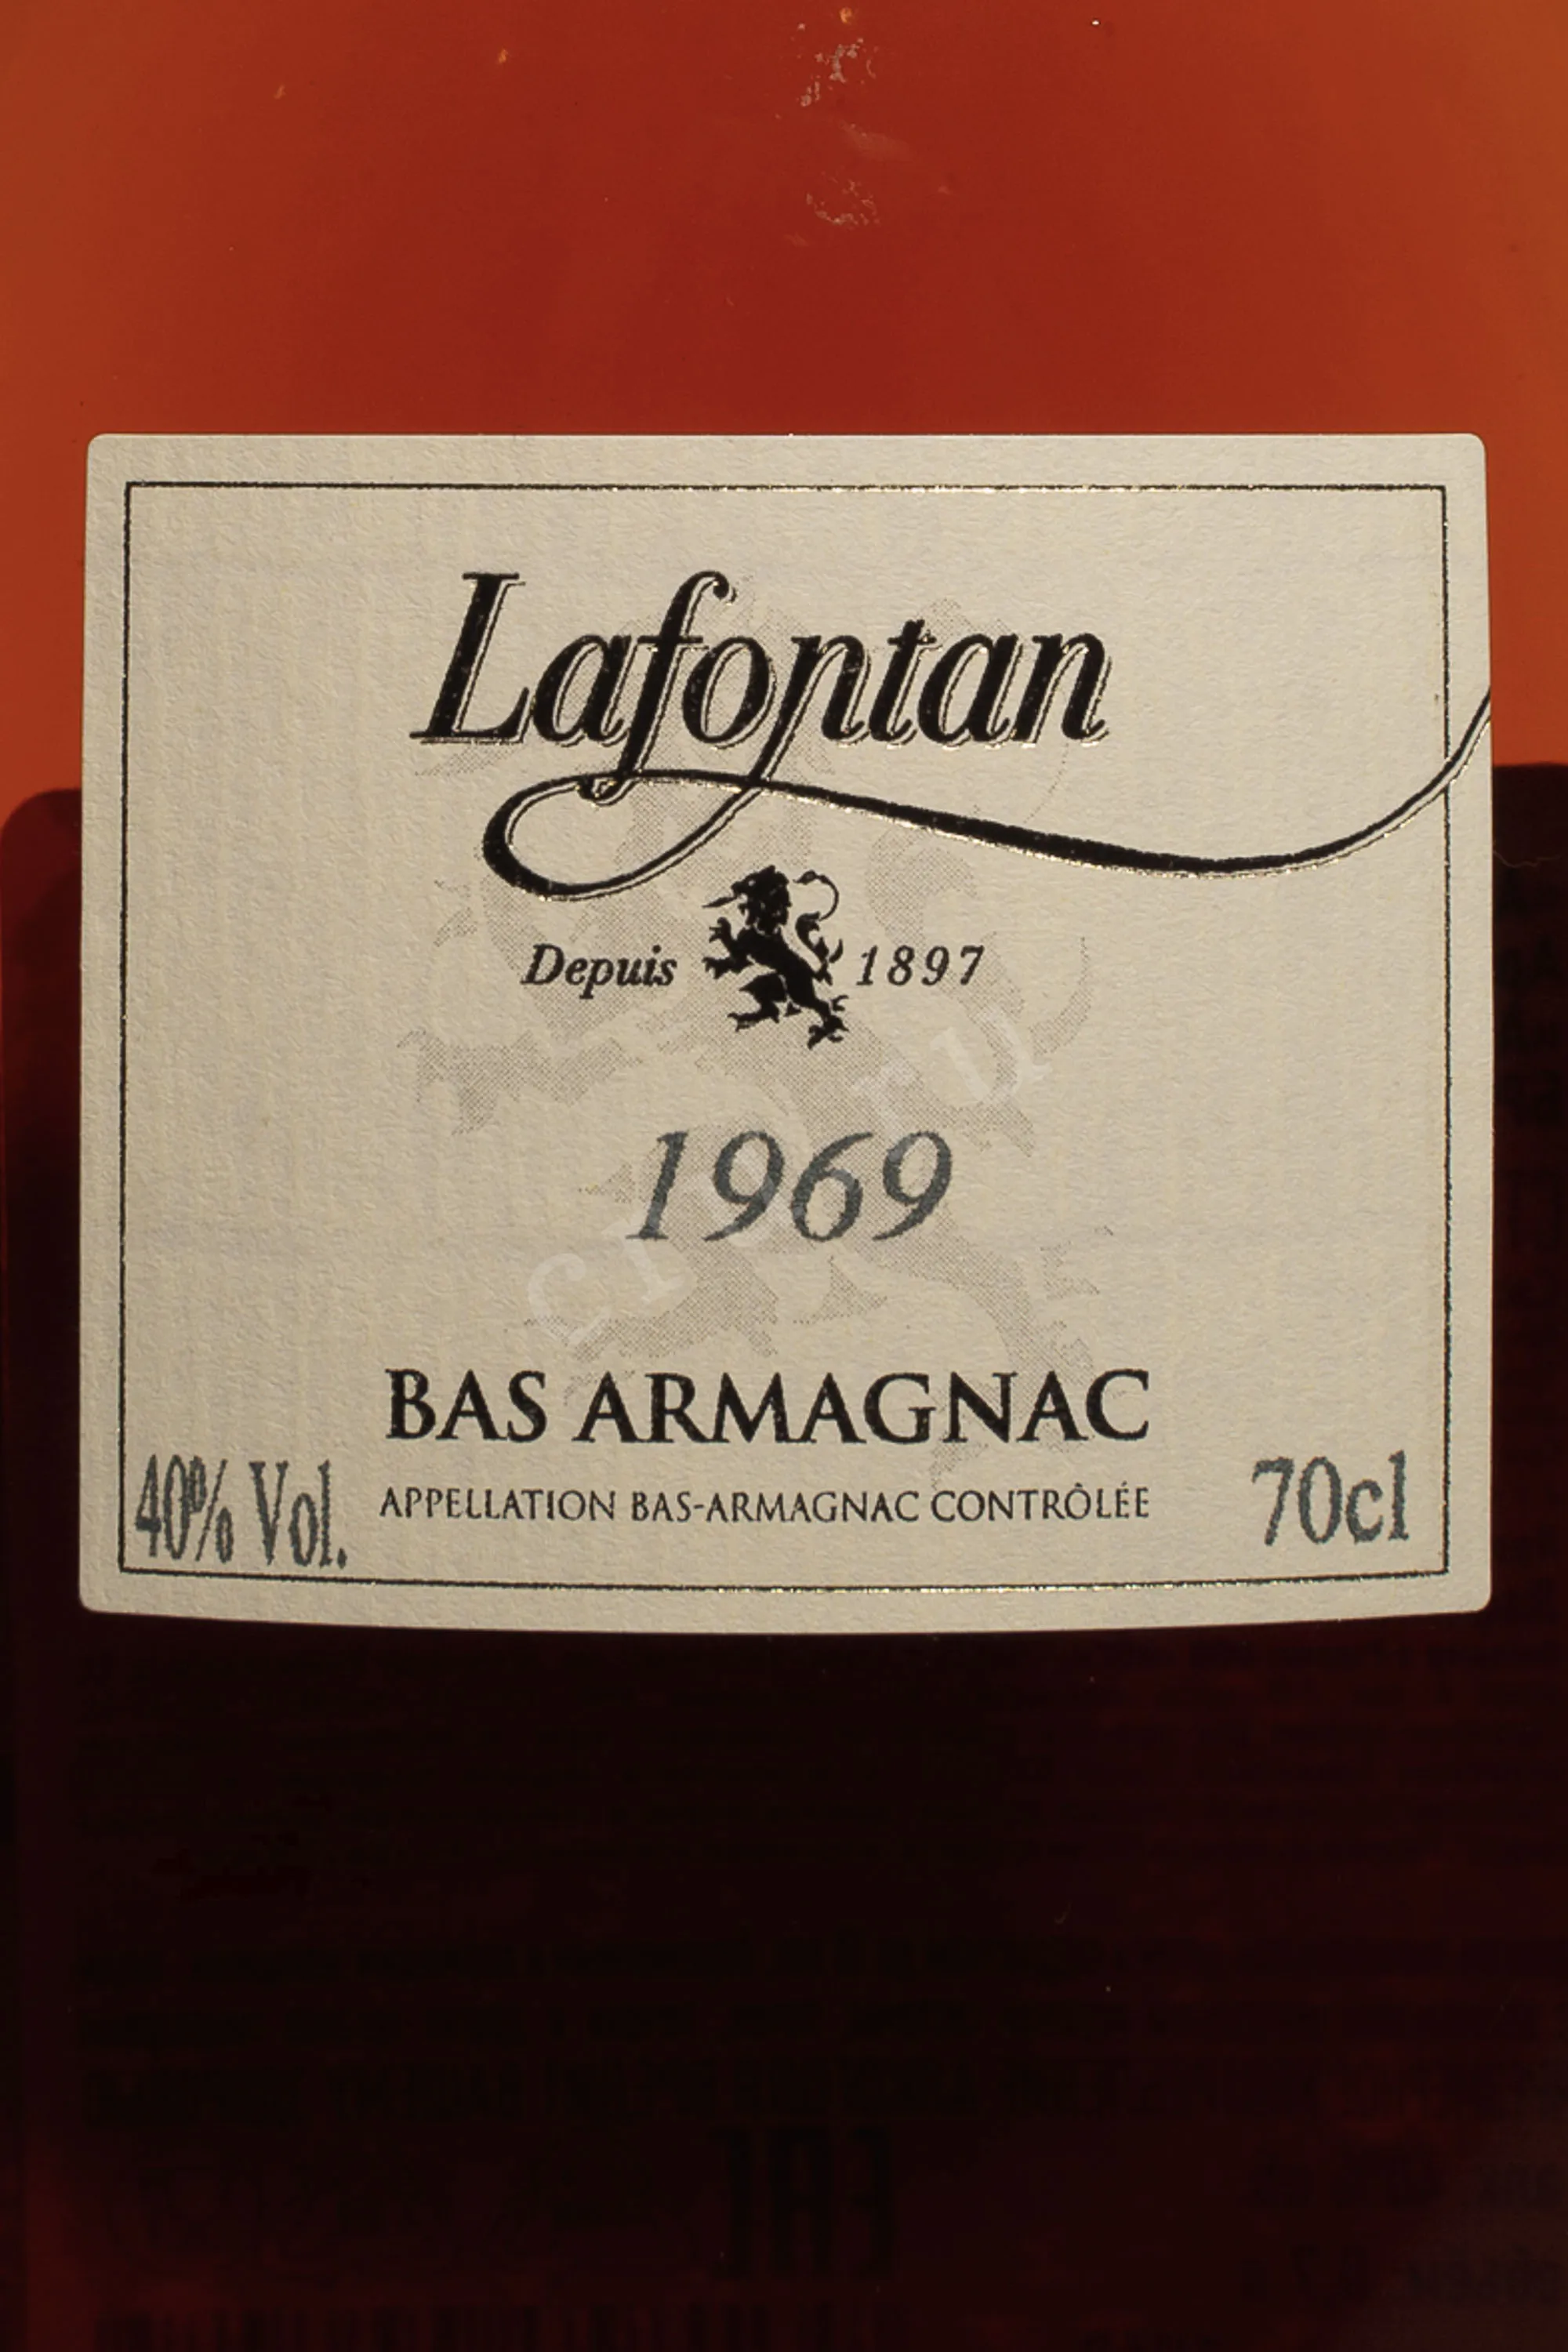 Lafontan
Depuis 1897
1969
BAS ARMAGNAC
40% Vol. APPELLATION BAS-ARMAGNAC CONTRÔLÉE 70cl